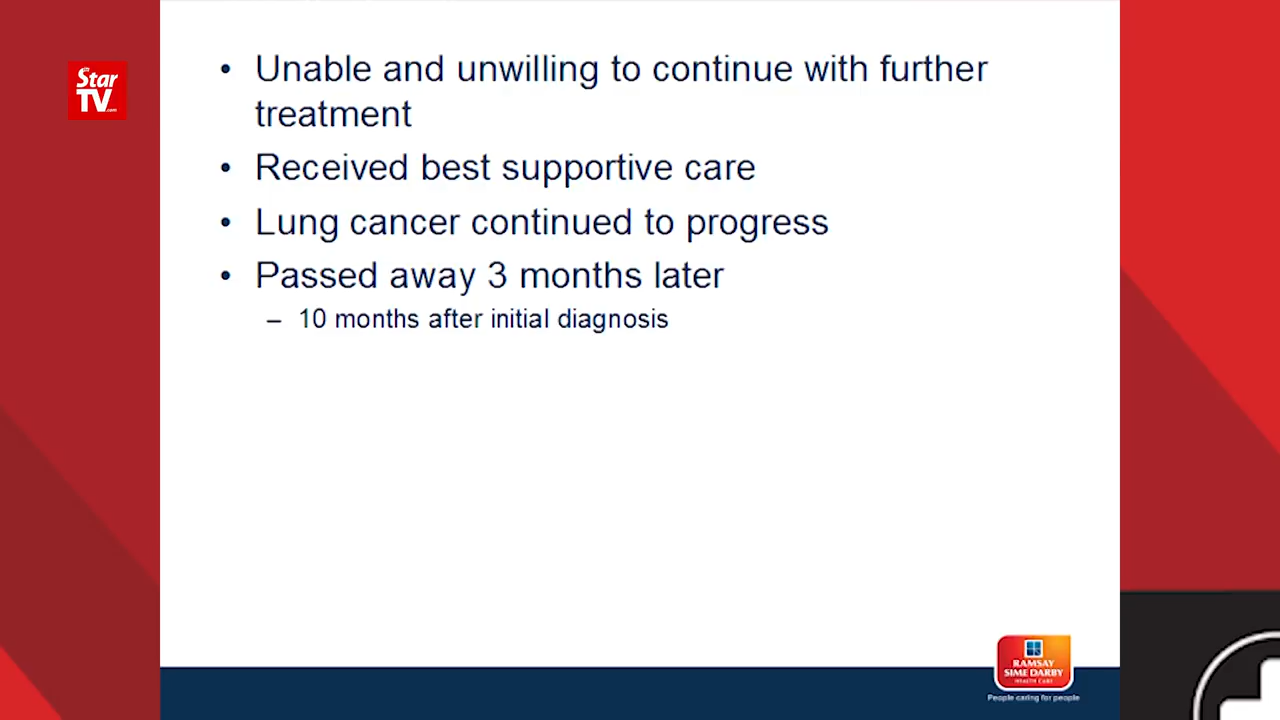 the Star
TV.com
• Unable and unwilling to continue with further
treatment
• Received best supportive care
• Lung cancer continued to progress
• Passed away 3 months later
– 10 months after initial diagnosis
RAMSAY
SIME DARBY
HEALTH CARE
People caring for people